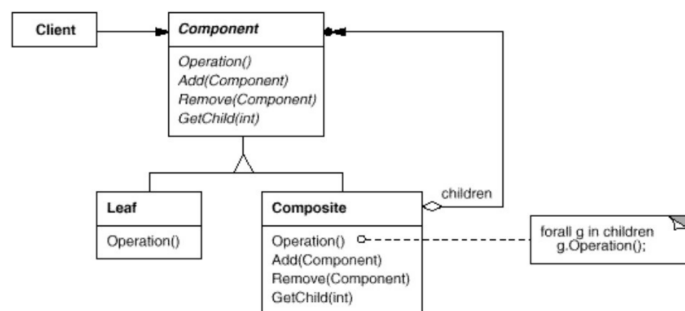 Client
Component
Operation()
Add(Component)
Remove(Component)
GetChild(int)
children
Leaf
Operation()
Composite
Operation()
Add(Component)
Remove(Component)
GetChild(int)
forall g in children
g.Operation();